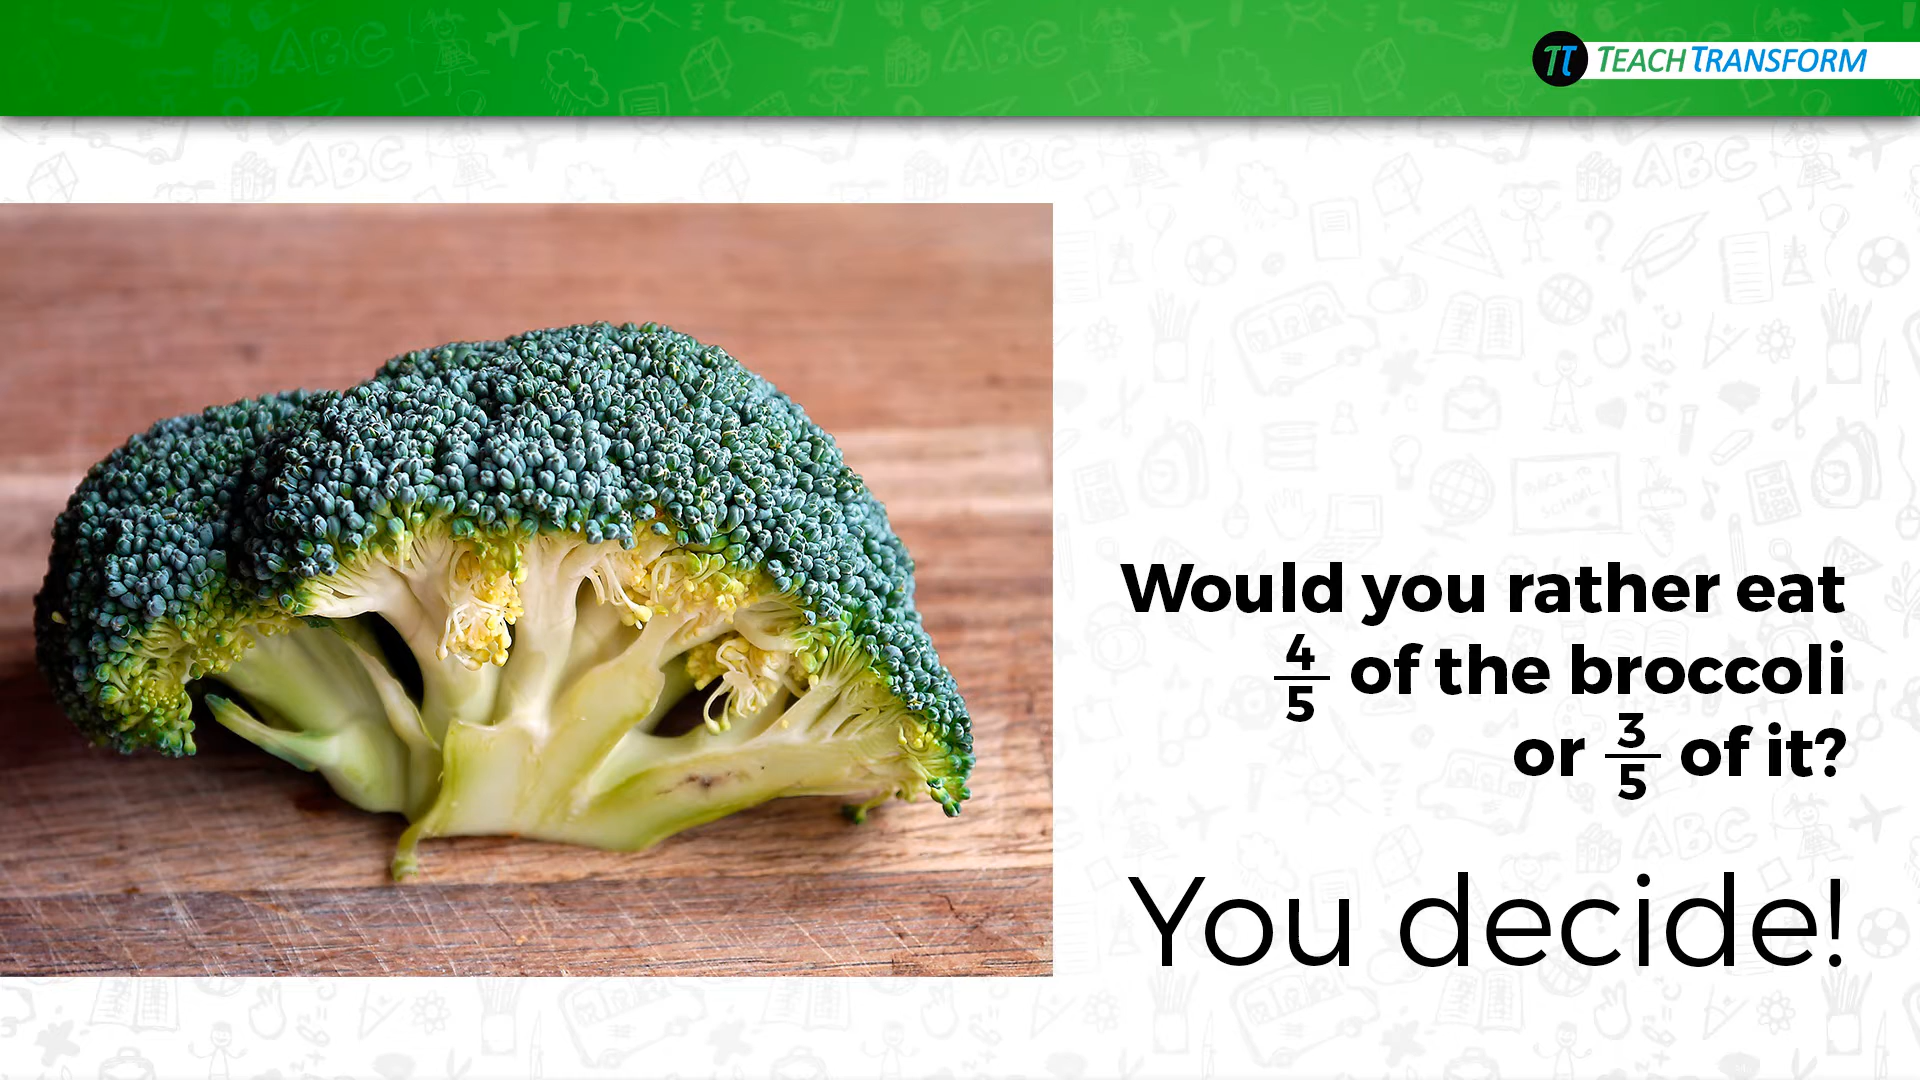 TEACH TRANSFORM
Would you rather eat
4/5 of the broccoli
or 3/5 of it?
You decide!